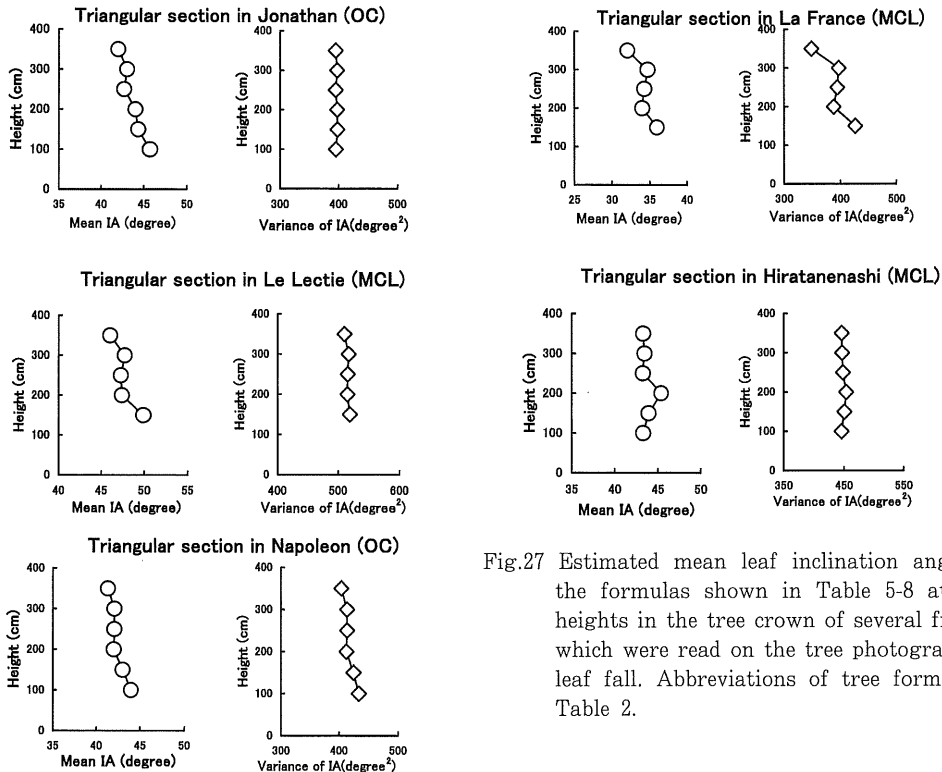 Triangular section in Jonathan (OC)
400
300
200
100
0
Height (cm)
35 40 45 50
Mean IA (degree)
400
300
200
100
0
Height (cm)
300 400 500
Variance of IA(degree²)
Triangular section in La France (MCL)
400
300
200
100
0
Height (cm)
25 30 35 40
Mean IA (degree)
400
300
200
100
0
Height (cm)
300 400 500
Variance of IA(degree²)
Triangular section in Le Lectie (MCL)
400
300
200
100
0
Height (cm)
40 45 50 55
Mean IA (degree)
400
300
200
100
0
Height (cm)
400 500 600
Variance of IA(degree²)
Triangular section in Hiratanenashi (MCL)
400
300
200
100
0
Height (cm)
35 40 45 50
Mean IA (degree)
400
300
200
100
0
Height (cm)
350 450 550
Variance of IA(degree²)
Triangular section in Napoleon (OC)
400
300
200
100
0
Height (cm)
35 40 45 50
Mean IA (degree)
400
300
200
100
0
Height (cm)
300 400 500
Variance of IA(degree²)
Fig.27 Estimated mean leaf inclination
the formulas shown in Table 5-8
heights in the tree crown of several
which were read on the tree
leaf fall. Abbreviations of tree
Table 2.